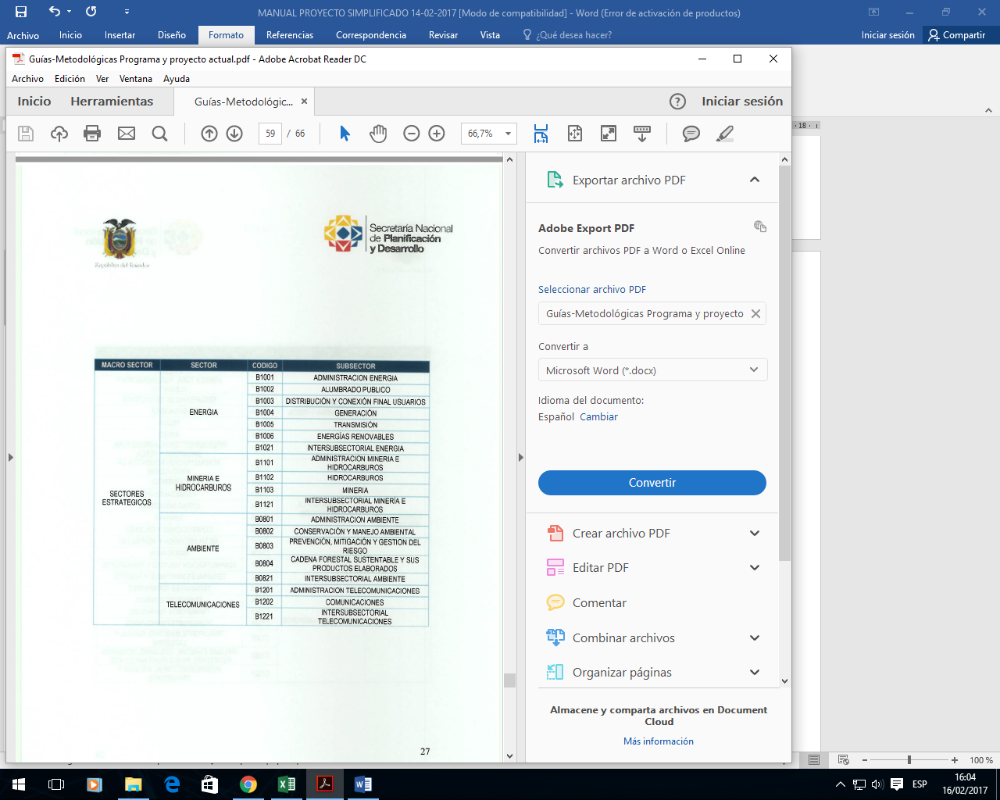 MANUAL PROYECTO SIMPLIFICADO 14-02-2017 [Modo de compatibilidad] - Word (Error de activación de productos)
Archivo Inicio Insertar Diseño Formato Referencias Correspondencia Revisar Vista ¿Qué desea hacer? Iniciar sesión Compartir
Guías-Metodológicas Programa y proyecto actual.pdf - Adobe Acrobat Reader DC
Archivo Edición Ver Ventana Ayuda
Inicio Herramientas Guías-Metodológic... × ? Iniciar sesión
59 / 66 66,7%
18
República del Ecuador
Secretaría Nacional
de Planificación
y Desarrollo
MACRO SECTOR SECTOR CODIGO SUBSECTOR
SECTORES
ESTRATEGICOS
ENERGIA
B1001 ADMINISTRACION ENERGIA
B1002 ALUMBRADO PUBLICO
B1003 DISTRIBUCIÓN Y CONEXIÓN FINAL USUARIOS
B1004 GENERACIÓN
B1005 TRANSMISIÓN
B1006 ENERGÍAS RENOVABLES
B1021 INTERSUBSECTORIAL ENERGIA
MINERIA E
HIDROCARBUROS
B1101 ADMINISTRACION MINERIA E
HIDROCARBUROS
B1102 HIDROCARBUROS
B1103 MINERIA
B1121 INTERSUBSECTORIAL MINERÍA E
HIDROCARBUROS
AMBIENTE
B0801 ADMINISTRACION AMBIENTE
B0802 CONSERVACIÓN Y MANEJO AMBIENTAL
B0803 PREVENCIÓN, MITIGACIÓN Y GESTION DEL
RIESGO
B0804 CADENA FORESTAL SUSTENTABLE Y SUS
PRODUCTOS ELABORADOS
B0821 INTERSUBSECTORIAL AMBIENTE
TELECOMUNICACIONES
B1201 ADMINISTRACION TELECOMUNICACIONES
B1202 COMUNICACIONES
B1221 INTERSUBSECTORIAL
TELECOMUNICACIONES
27
Exportar archivo PDF
Adobe Export PDF
Convertir archivos PDF a Word o Excel Online
Seleccionar archivo PDF
Guías-Metodológicas Programa y proyecto
Convertir a
Microsoft Word (*.docx)
Idioma del documento:
Español Cambiar
Convertir
Crear archivo PDF
Editar PDF
Comentar
Combinar archivos
Organizar páginas
Almacene y comparta archivos en Document
Cloud
Más información
100 %
ESP
16:04
16/02/2017